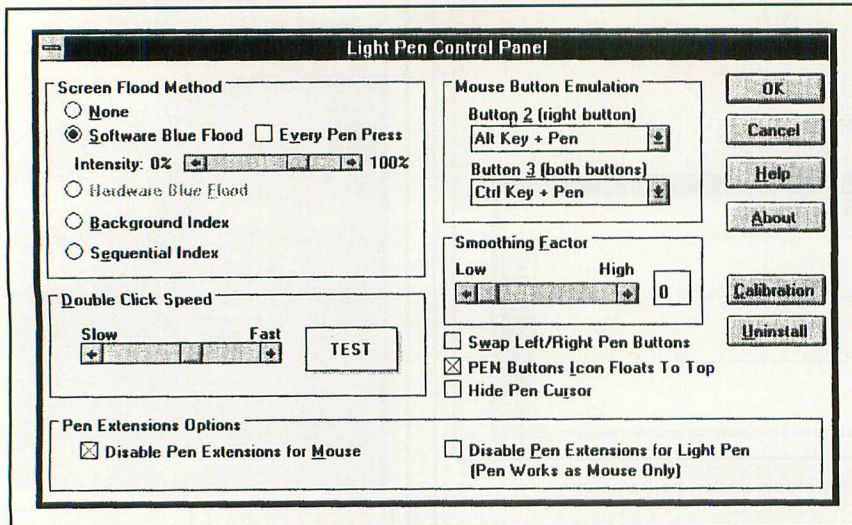 Light Pen Control Panel
Screen Flood Method
None
Software Blue Flood Every Pen Press
Intensity: 0% 100%
Hardware Blue Flood
Background Index
Sequential Index
Double Click Speed
Slow Fast
TEST
Mouse Button Emulation
Button 2 (right button)
Alt Key + Pen
Button 3 (both buttons)
Ctrl Key + Pen
Smoothing Factor
Low High
0
Swap Left/Right Pen Buttons
PEN Buttons Icon Floats To Top
Hide Pen Cursor
OK
Cancel
Help
About
Calibration
Uninstall
Pen Extensions Options
Disable Pen Extensions for Mouse
Disable Pen Extensions for Light Pen
(Pen Works as Mouse Only)